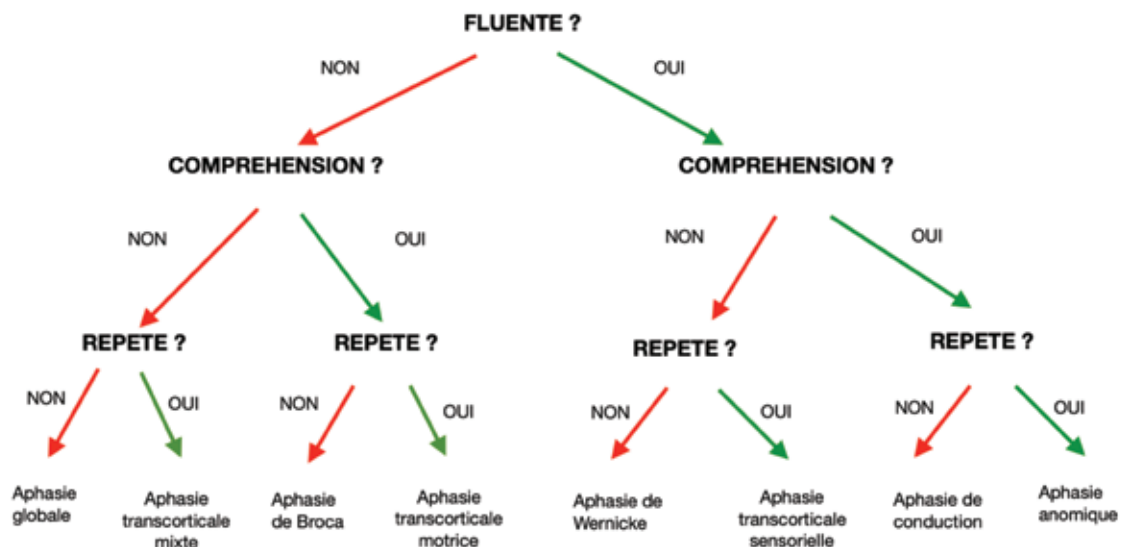 FLUENTE ?
NON
OUI
COMPREHENSION ?
COMPREHENSION ?
NON
OUI
NON
OUI
REPETE ?
REPETE ?
REPETE ?
REPETE ?
NON
OUI
NON
OUI
NON
OUI
NON
OUI
Aphasie
globale
Aphasie
transcorticale
mixte
Aphasie
de Broca
Aphasie
transcorticale
motrice
Aphasie de
Wernicke
Aphasie
transcorticale
sensorielle
Aphasie de
conduction
Aphasie
anomique